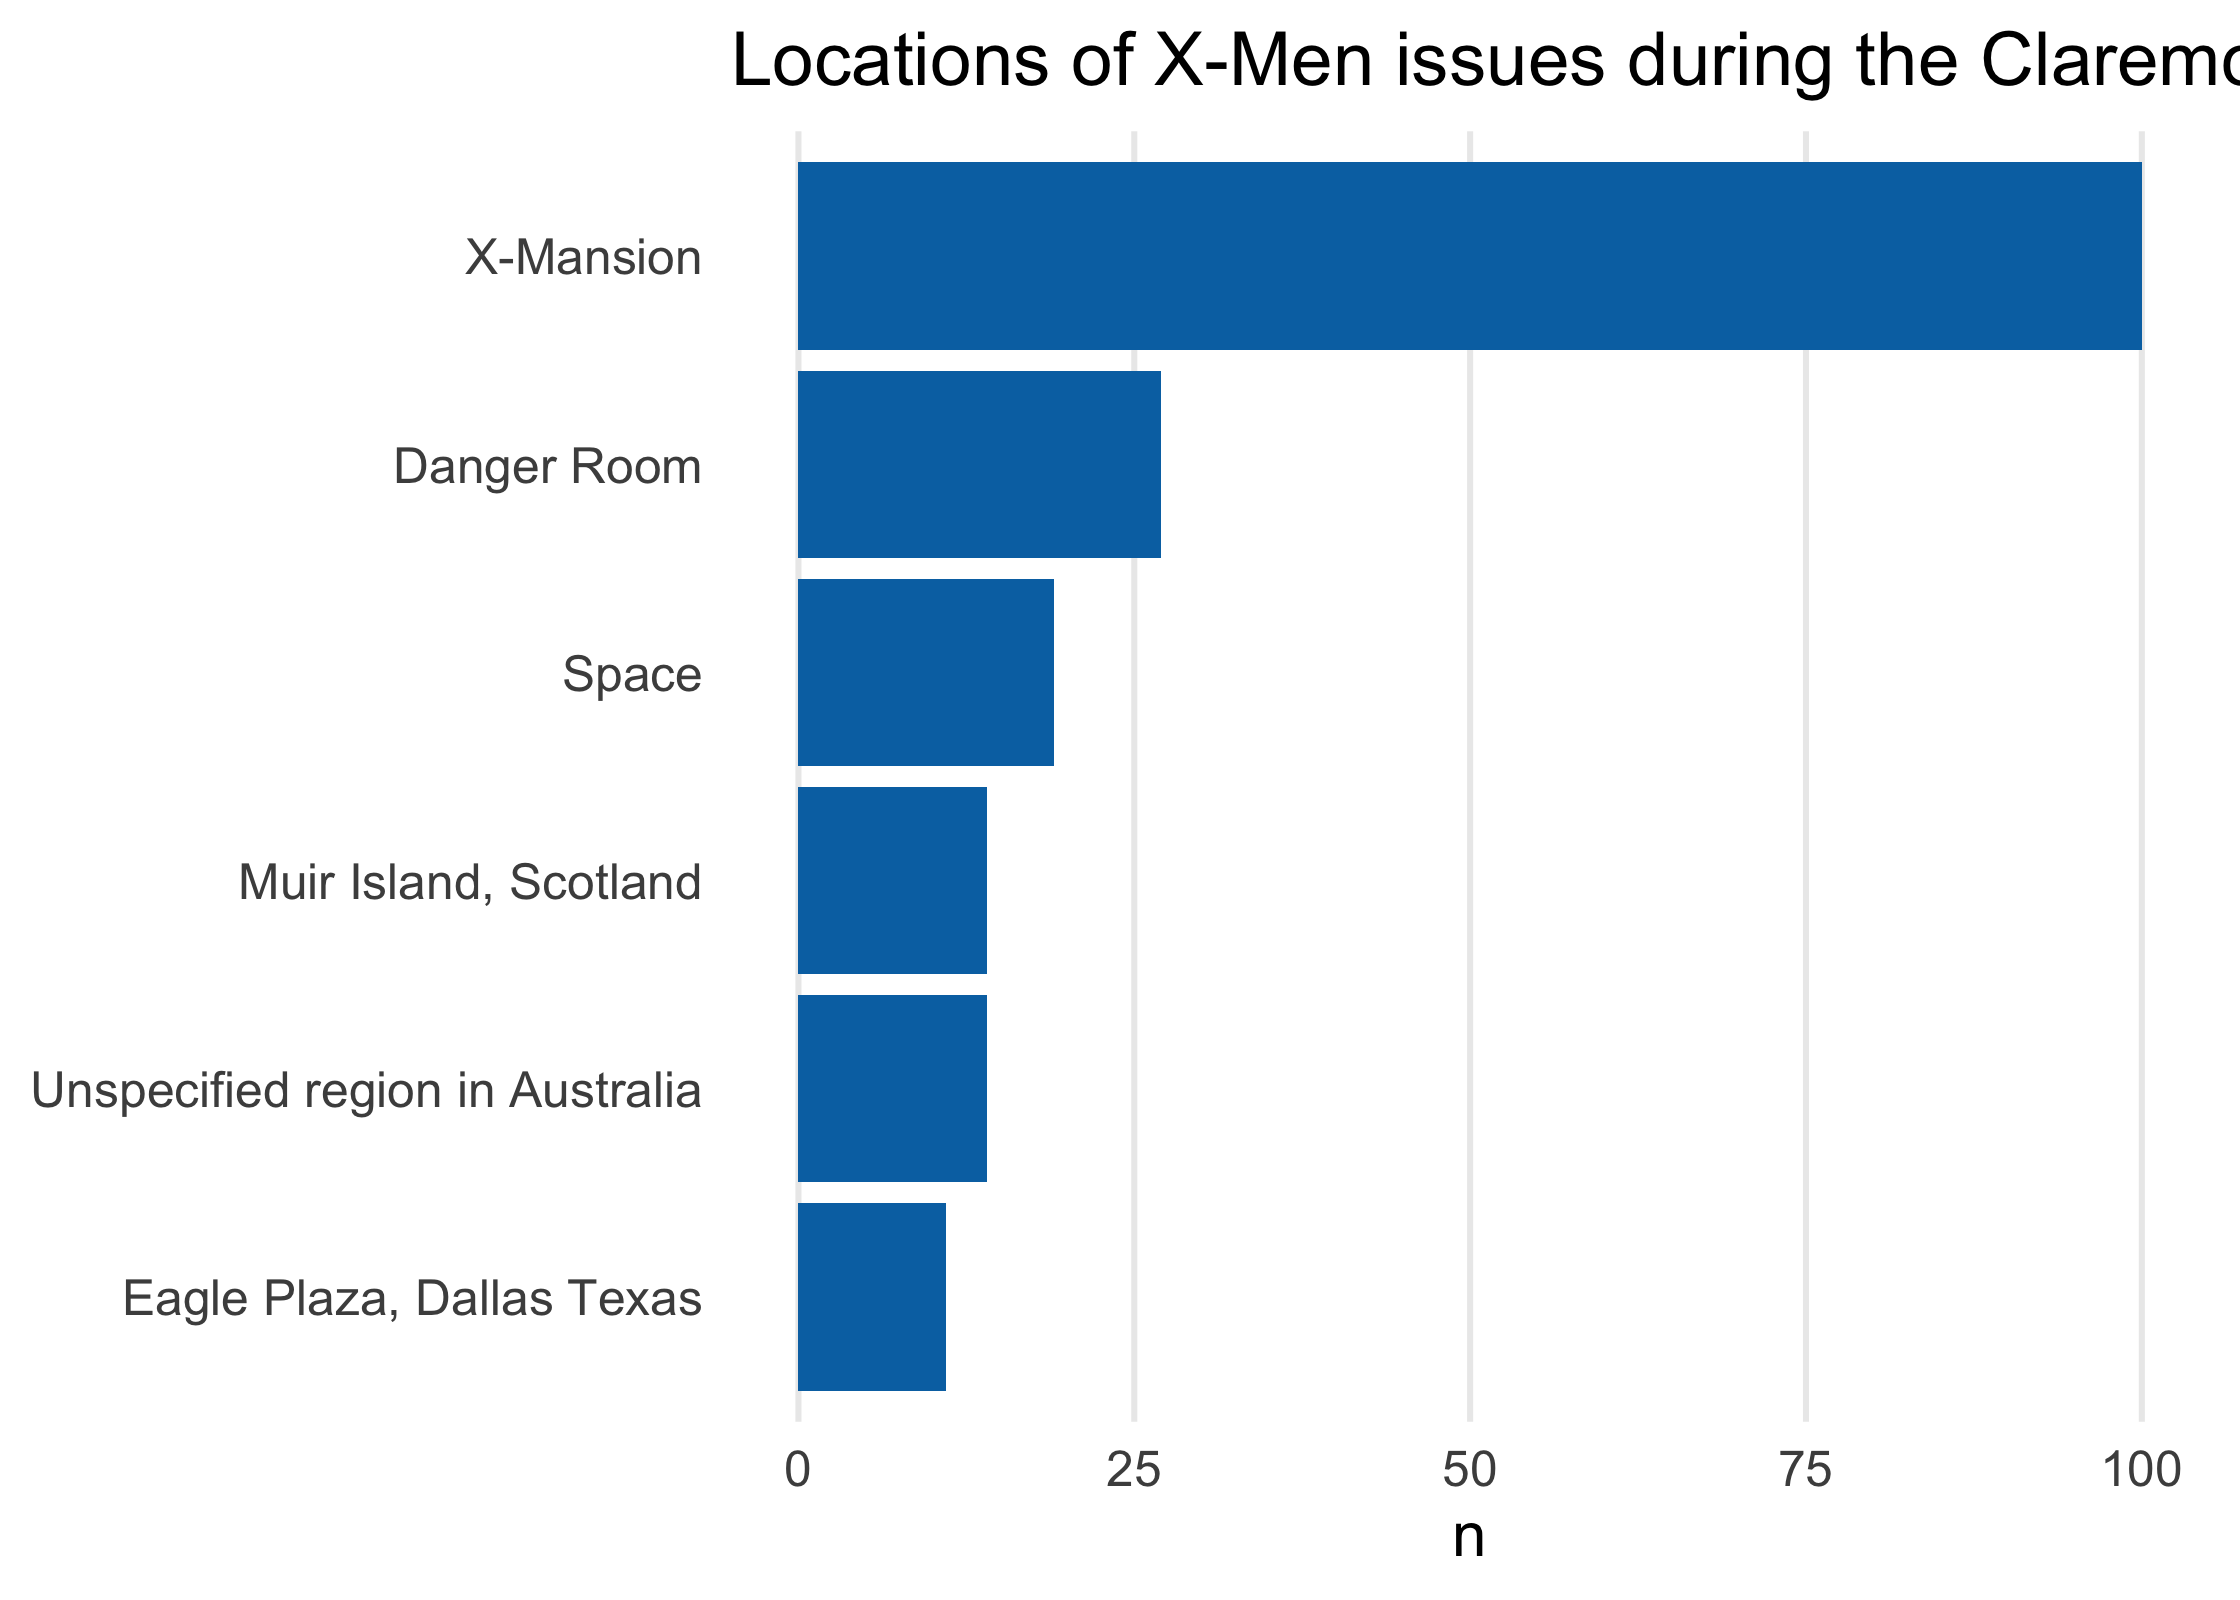 Locations of X-Men issues during the
X-Mansion
Danger Room
Space
Muir Island, Scotland
Unspecified region in Australia
Eagle Plaza, Dallas Texas
0 25 50 75 100
n